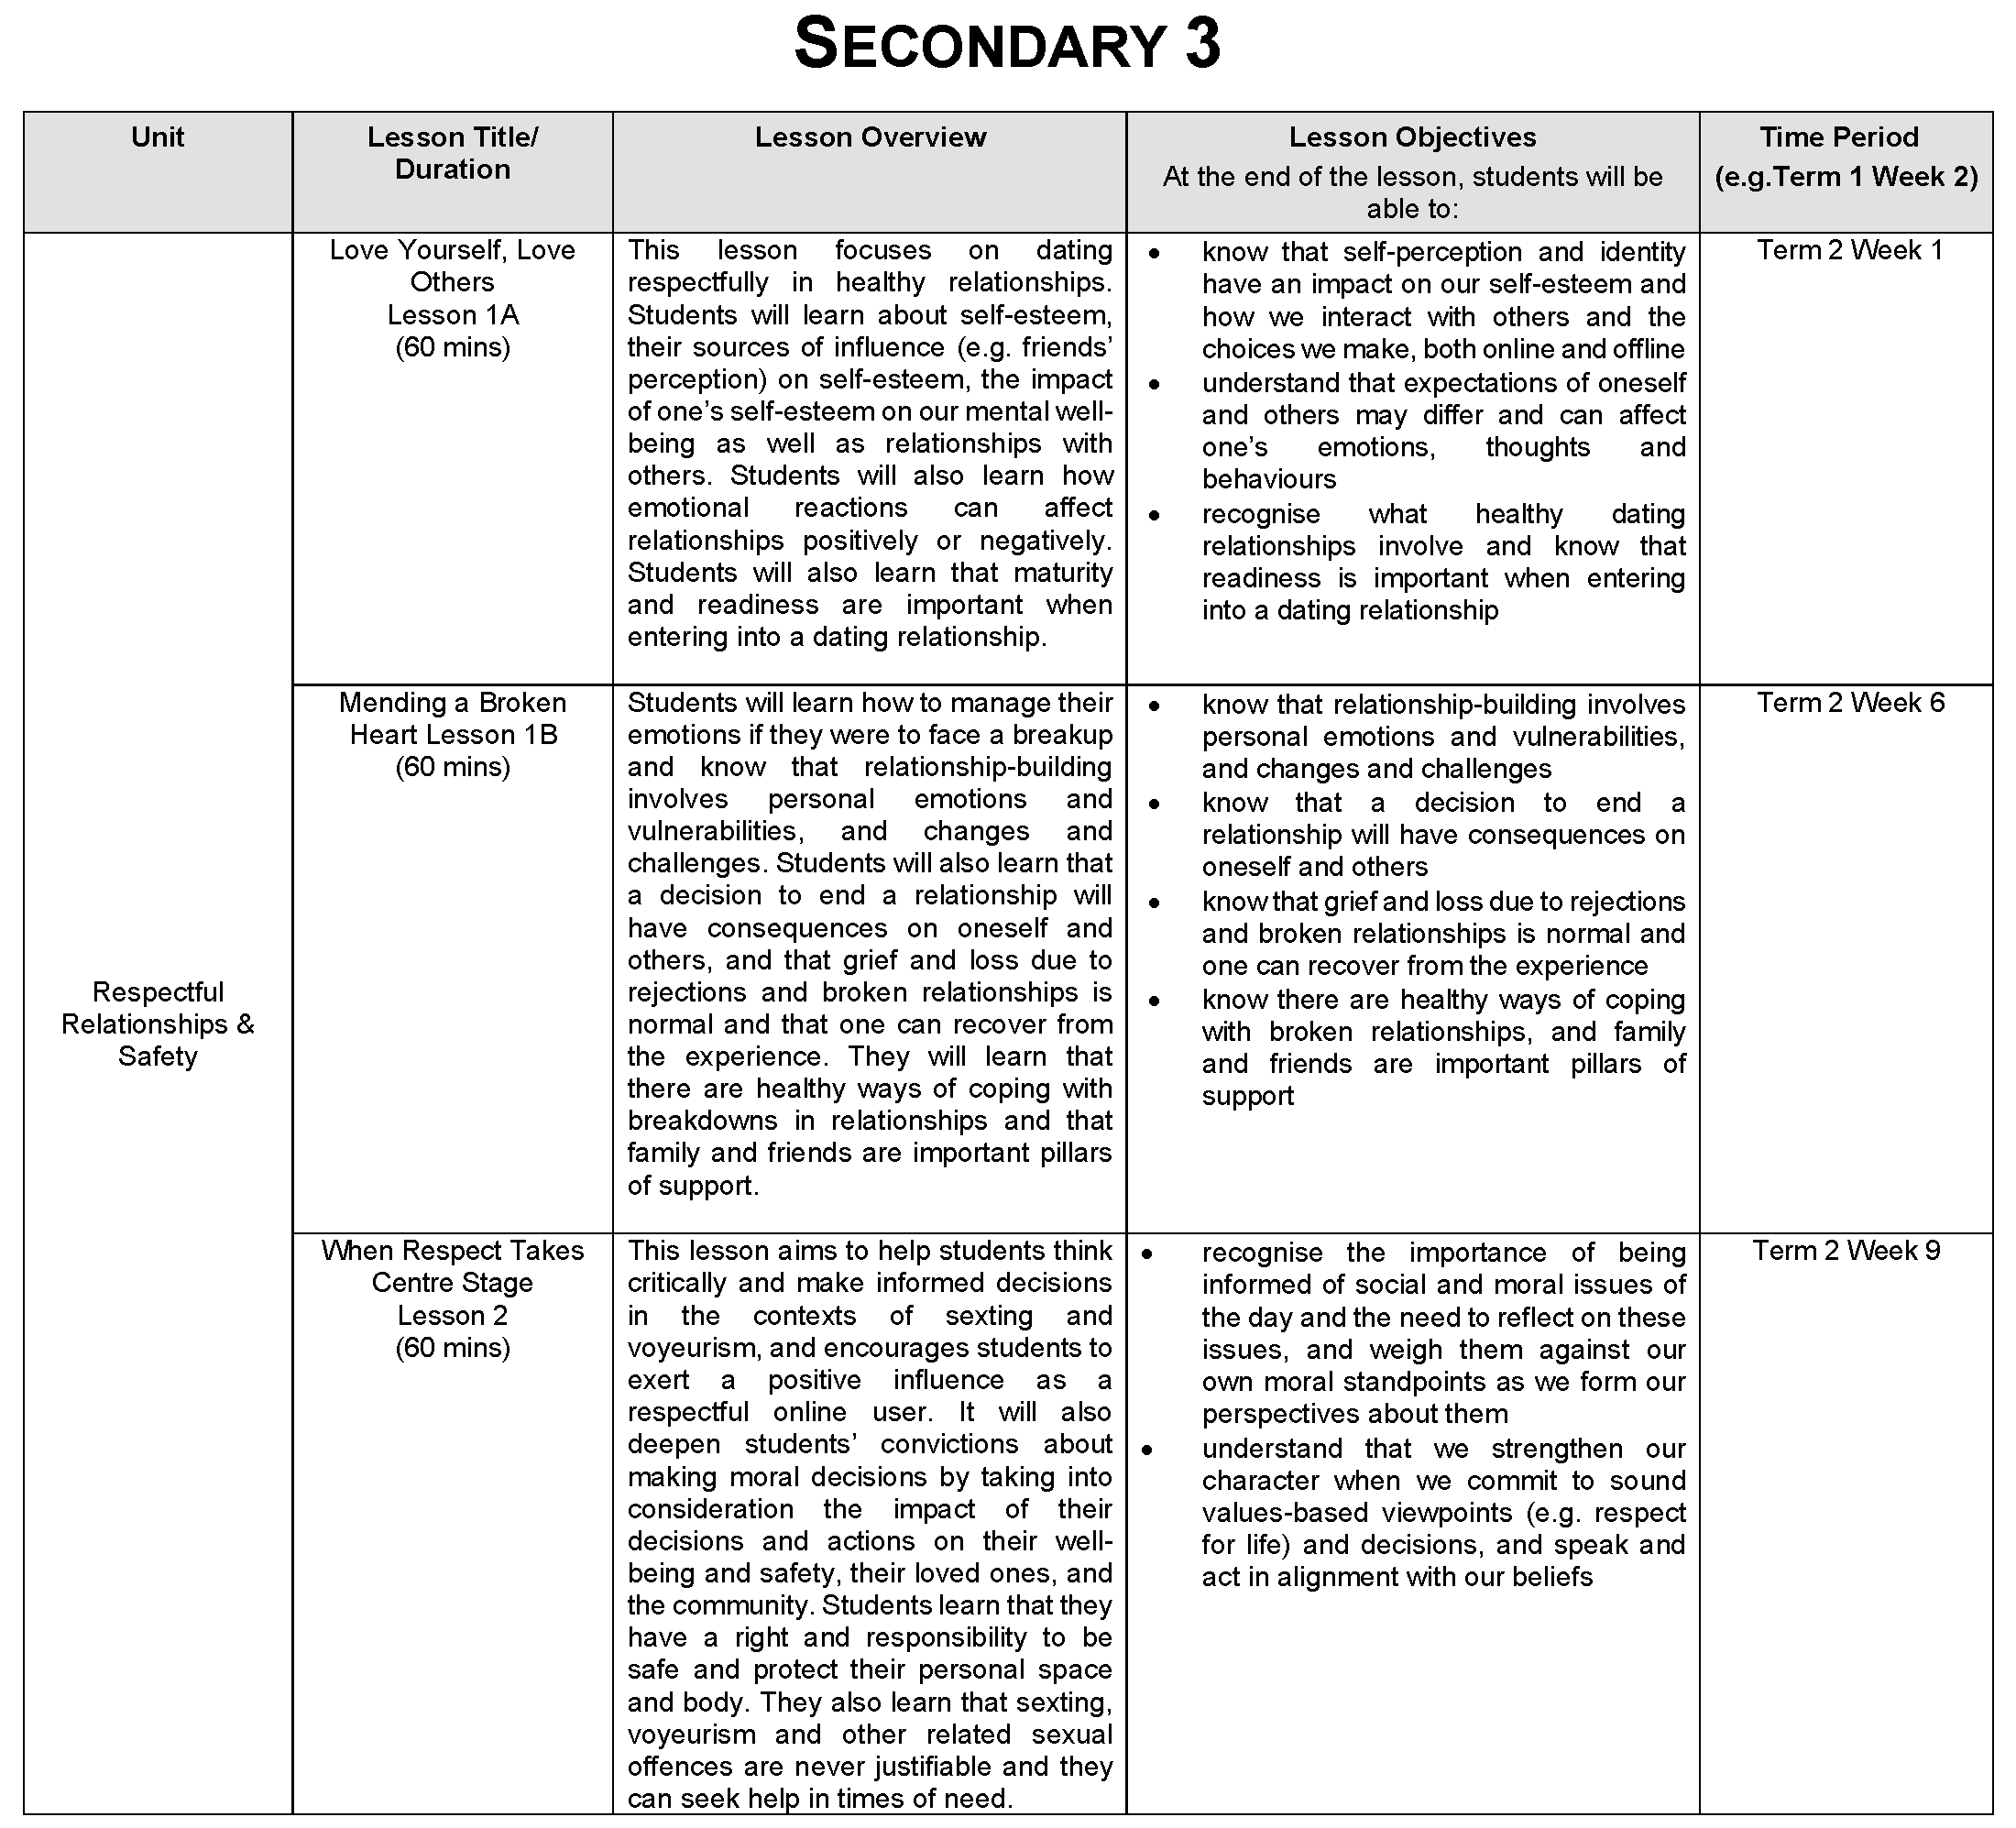 SECONDARY 3
Unit
Lesson Title/
Duration
Lesson Overview
Lesson Objectives
At the end of the lesson, students will be
able to:
Time Period
(e.g.Term 1 Week 2)
Respectful
Relationships &
Safety
Love Yourself, Love
Others
Lesson 1A
(60 mins)
This lesson focuses on dating
respectfully in healthy relationships.
Students will learn about self-esteem,
their sources of influence (e.g. friends’
perception) on self-esteem, the impact
of one’s self-esteem on our mental well-
being as well as relationships with
others. Students will also learn how
emotional reactions can affect
relationships positively or negatively.
Students will also learn that maturity
and readiness are important when
entering into a dating relationship.
• know that self-perception and identity
have an impact on our self-esteem and
how we interact with others and the
choices we make, both online and offline
• understand that expectations of oneself
and others may differ and can affect
one’s emotions, thoughts and
behaviours
• recognise what healthy dating
relationships involve and know that
readiness is important when entering
into a dating relationship
Term 2 Week 1
Mending a Broken
Heart Lesson 1B
(60 mins)
Students will learn how to manage their
emotions if they were to face a breakup
and know that relationship-building
involves personal emotions and
vulnerabilities, and changes and
challenges. Students will also learn that
a decision to end a relationship will
have consequences on oneself and
others, and that grief and loss due to
rejections and broken relationships is
normal and that one can recover from
the experience. They will learn that
there are healthy ways of coping with
breakdowns in relationships and that
family and friends are important pillars
of support.
• know that relationship-building involves
personal emotions and vulnerabilities,
and changes and challenges
• know that a decision to end a
relationship will have consequences on
oneself and others
• know that grief and loss due to rejections
and broken relationships is normal and
one can recover from the experience
• know there are healthy ways of coping
with broken relationships, and family
and friends are important pillars of
support
Term 2 Week 6
When Respect Takes
Centre Stage
Lesson 2
(60 mins)
This lesson aims to help students think
critically and make informed decisions
in the contexts of sexting and
voyeurism, and encourages students to
exert a positive influence as a
respectful online user. It will also
deepen students’ convictions about
making moral decisions by taking into
consideration the impact of their
decisions and actions on their well-
being and safety, their loved ones, and
the community. Students learn that they
have a right and responsibility to be
safe and protect their personal space
and body. They also learn that sexting,
voyeurism and other related sexual
offences are never justifiable and they
can seek help in times of need.
• recognise the importance of being
informed of social and moral issues of
the day and the need to reflect on these
issues, and weigh them against our
own moral standpoints as we form our
perspectives about them
• understand that we strengthen our
character when we commit to sound
values-based viewpoints (e.g. respect
for life) and decisions, and speak and
act in alignment with our beliefs
Term 2 Week 9